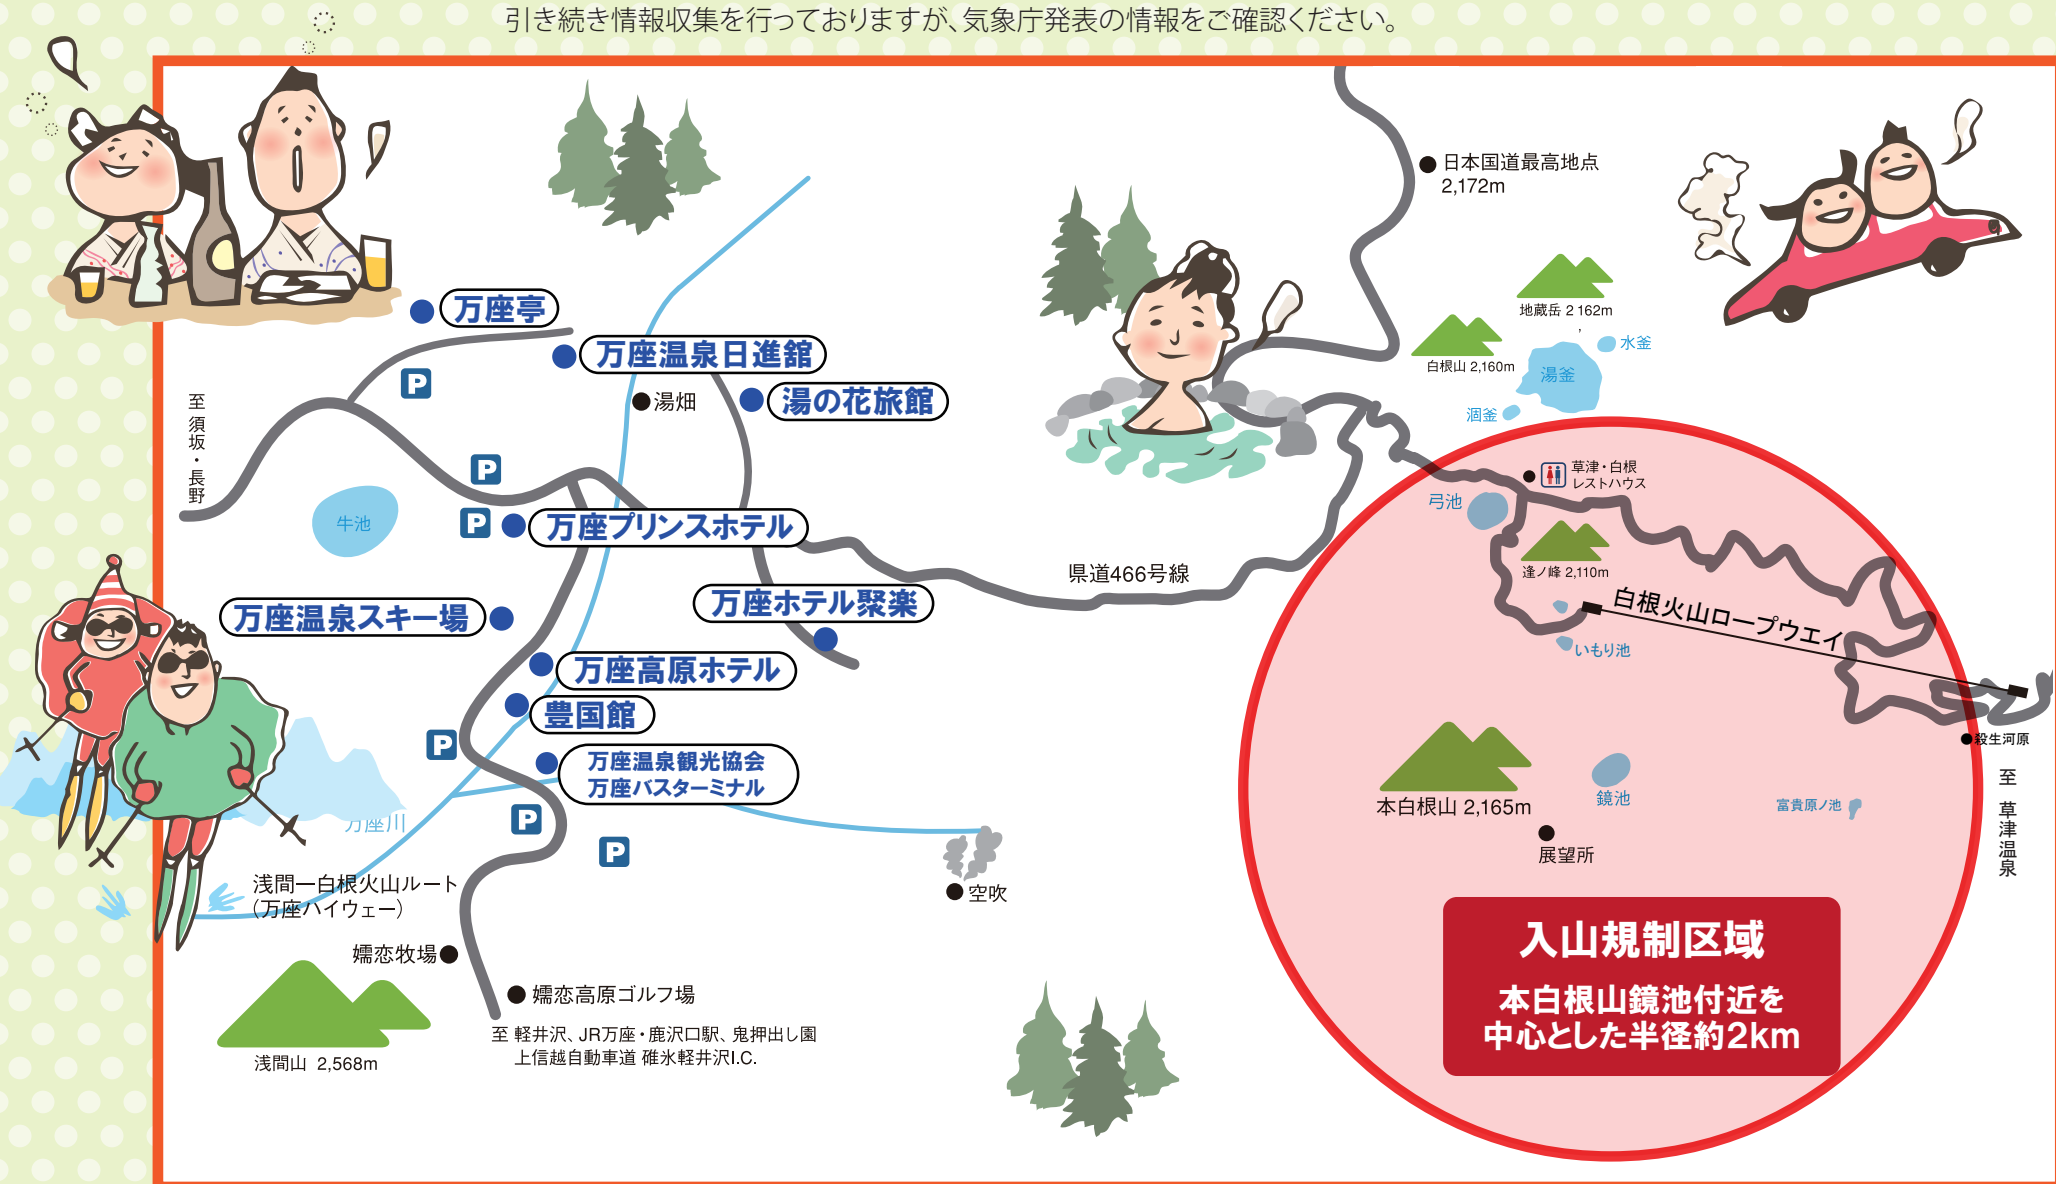 引き続き情報収集を行っておりますが、気象庁発表の情報をご確認ください。
日本国道最高地点
2,172m
地蔵岳 2,162m
水釜
白根山 2,160m
湯釜
涸釜
万座亭
万座温泉日進舘
湯の花旅館
湯畑
P
至 須坂・長野
P
草津・白根
レストハウス
弓池
牛池
P
万座プリンスホテル
県道466号線
逢ノ峰 2,110m
万座ホテル聚楽
万座温泉スキー場
白根火山ロープウエイ
いもり池
万座高原ホテル
豊国館
P
殺生河原
万座温泉観光協会
万座バスターミナル
至 草津温泉
本白根山 2,165m
鏡池
富貴原ノ池
P
万座川
P
展望所
空吹
浅間ー白根火山ルート
(万座ハイウェー)
嬬恋牧場
入山規制区域
本白根山鏡池付近を
中心とした半径約2km
嬬恋高原ゴルフ場
至 軽井沢、JR万座・鹿沢口駅、鬼押出し園
上信越自動車道 碓氷軽井沢I.C.
浅間山 2,568m